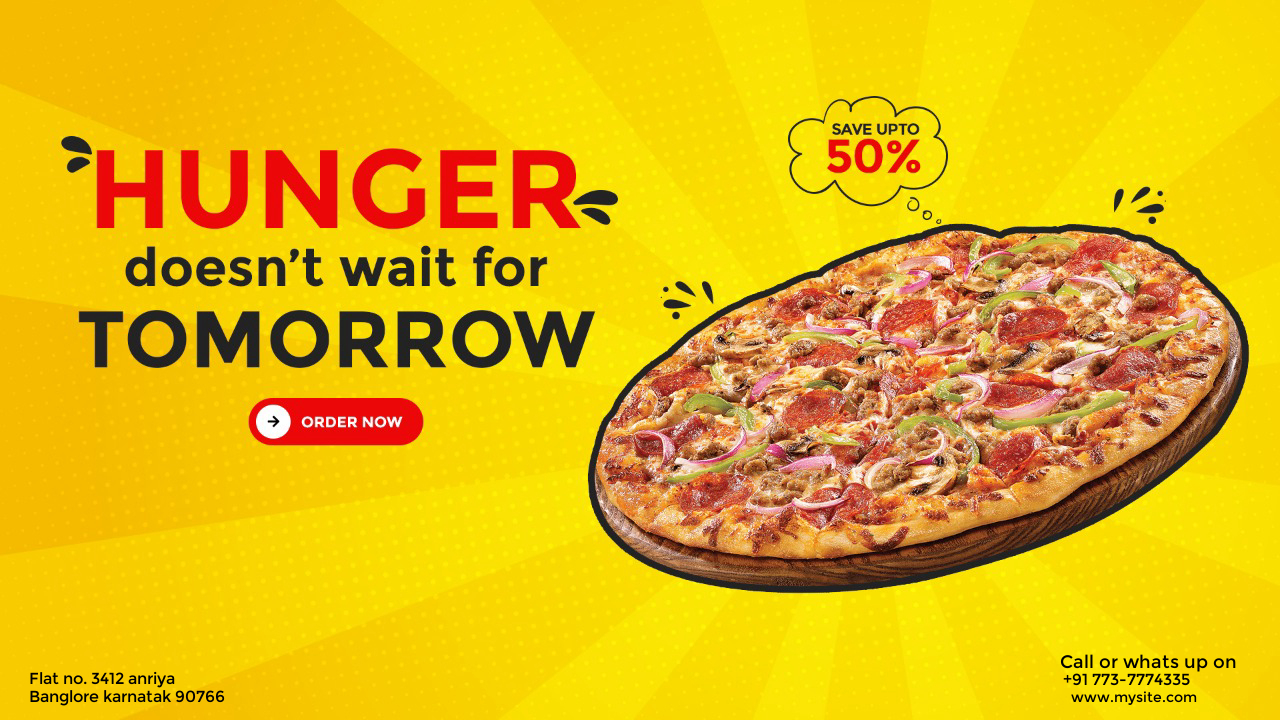 HUNGER
doesn’t wait for
TOMORROW
ORDER NOW
SAVE UPTO
50%
Flat no. 3412 anriya
Banglore karnatak 90766
Call or whats up on
+91 773-7774335
www.mysite.com